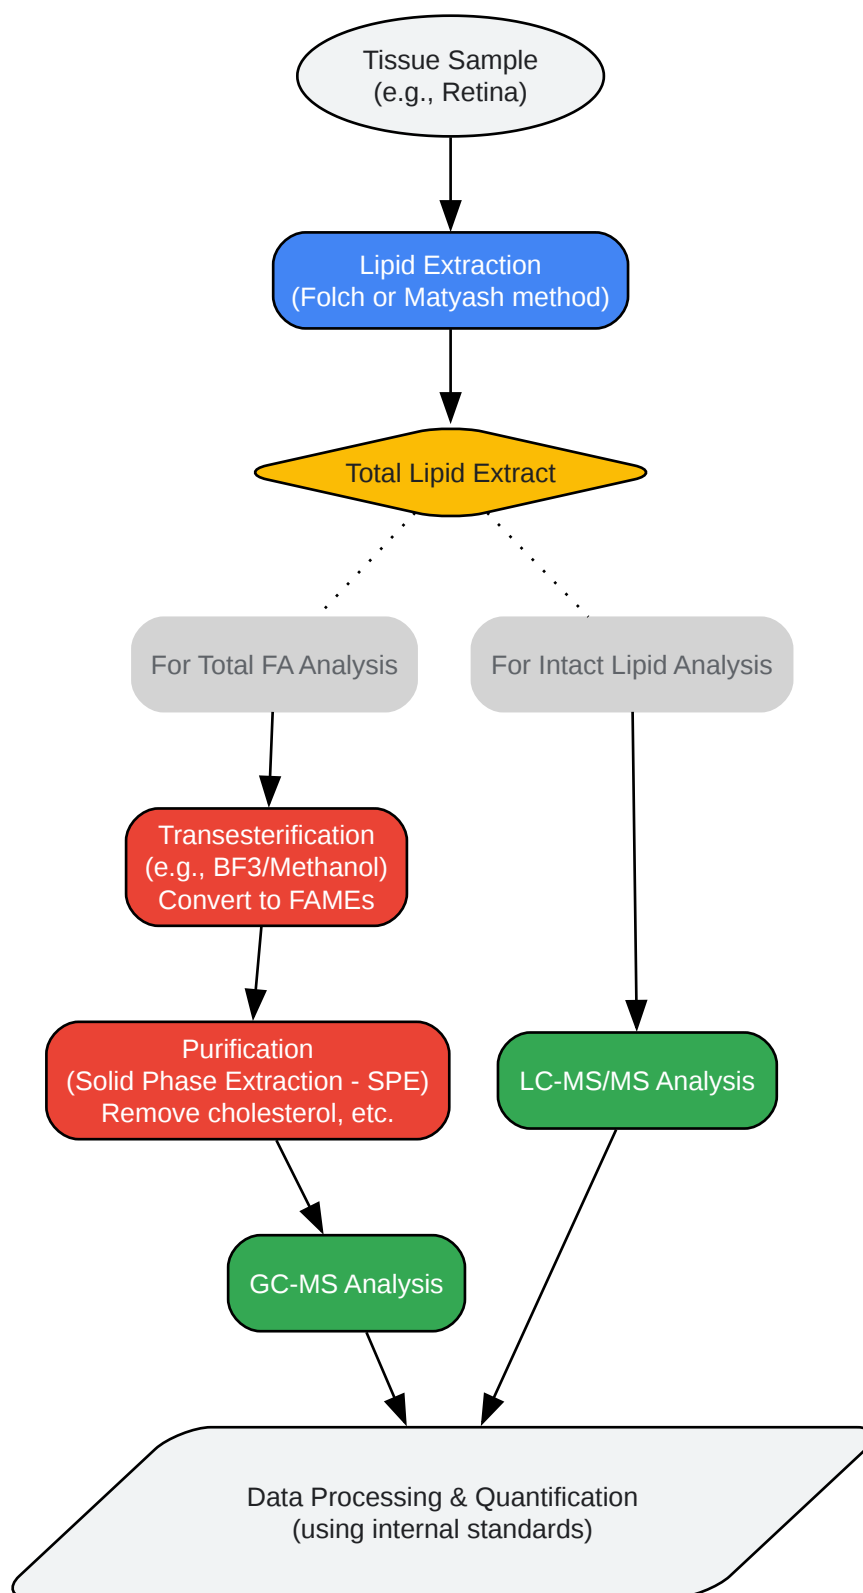 Tissue Sample
(e.g., Retina)
Lipid Extraction
(Folch or Matyash method)
Total Lipid Extract
For Total FA Analysis
For Intact Lipid Analysis
Transesterification
(e.g., BF3/Methanol)
Convert to FAMEs
Purification
(Solid Phase Extraction - SPE)
Remove cholesterol, etc.
LC-MS/MS Analysis
GC-MS Analysis
Data Processing & Quantification
(using internal standards)